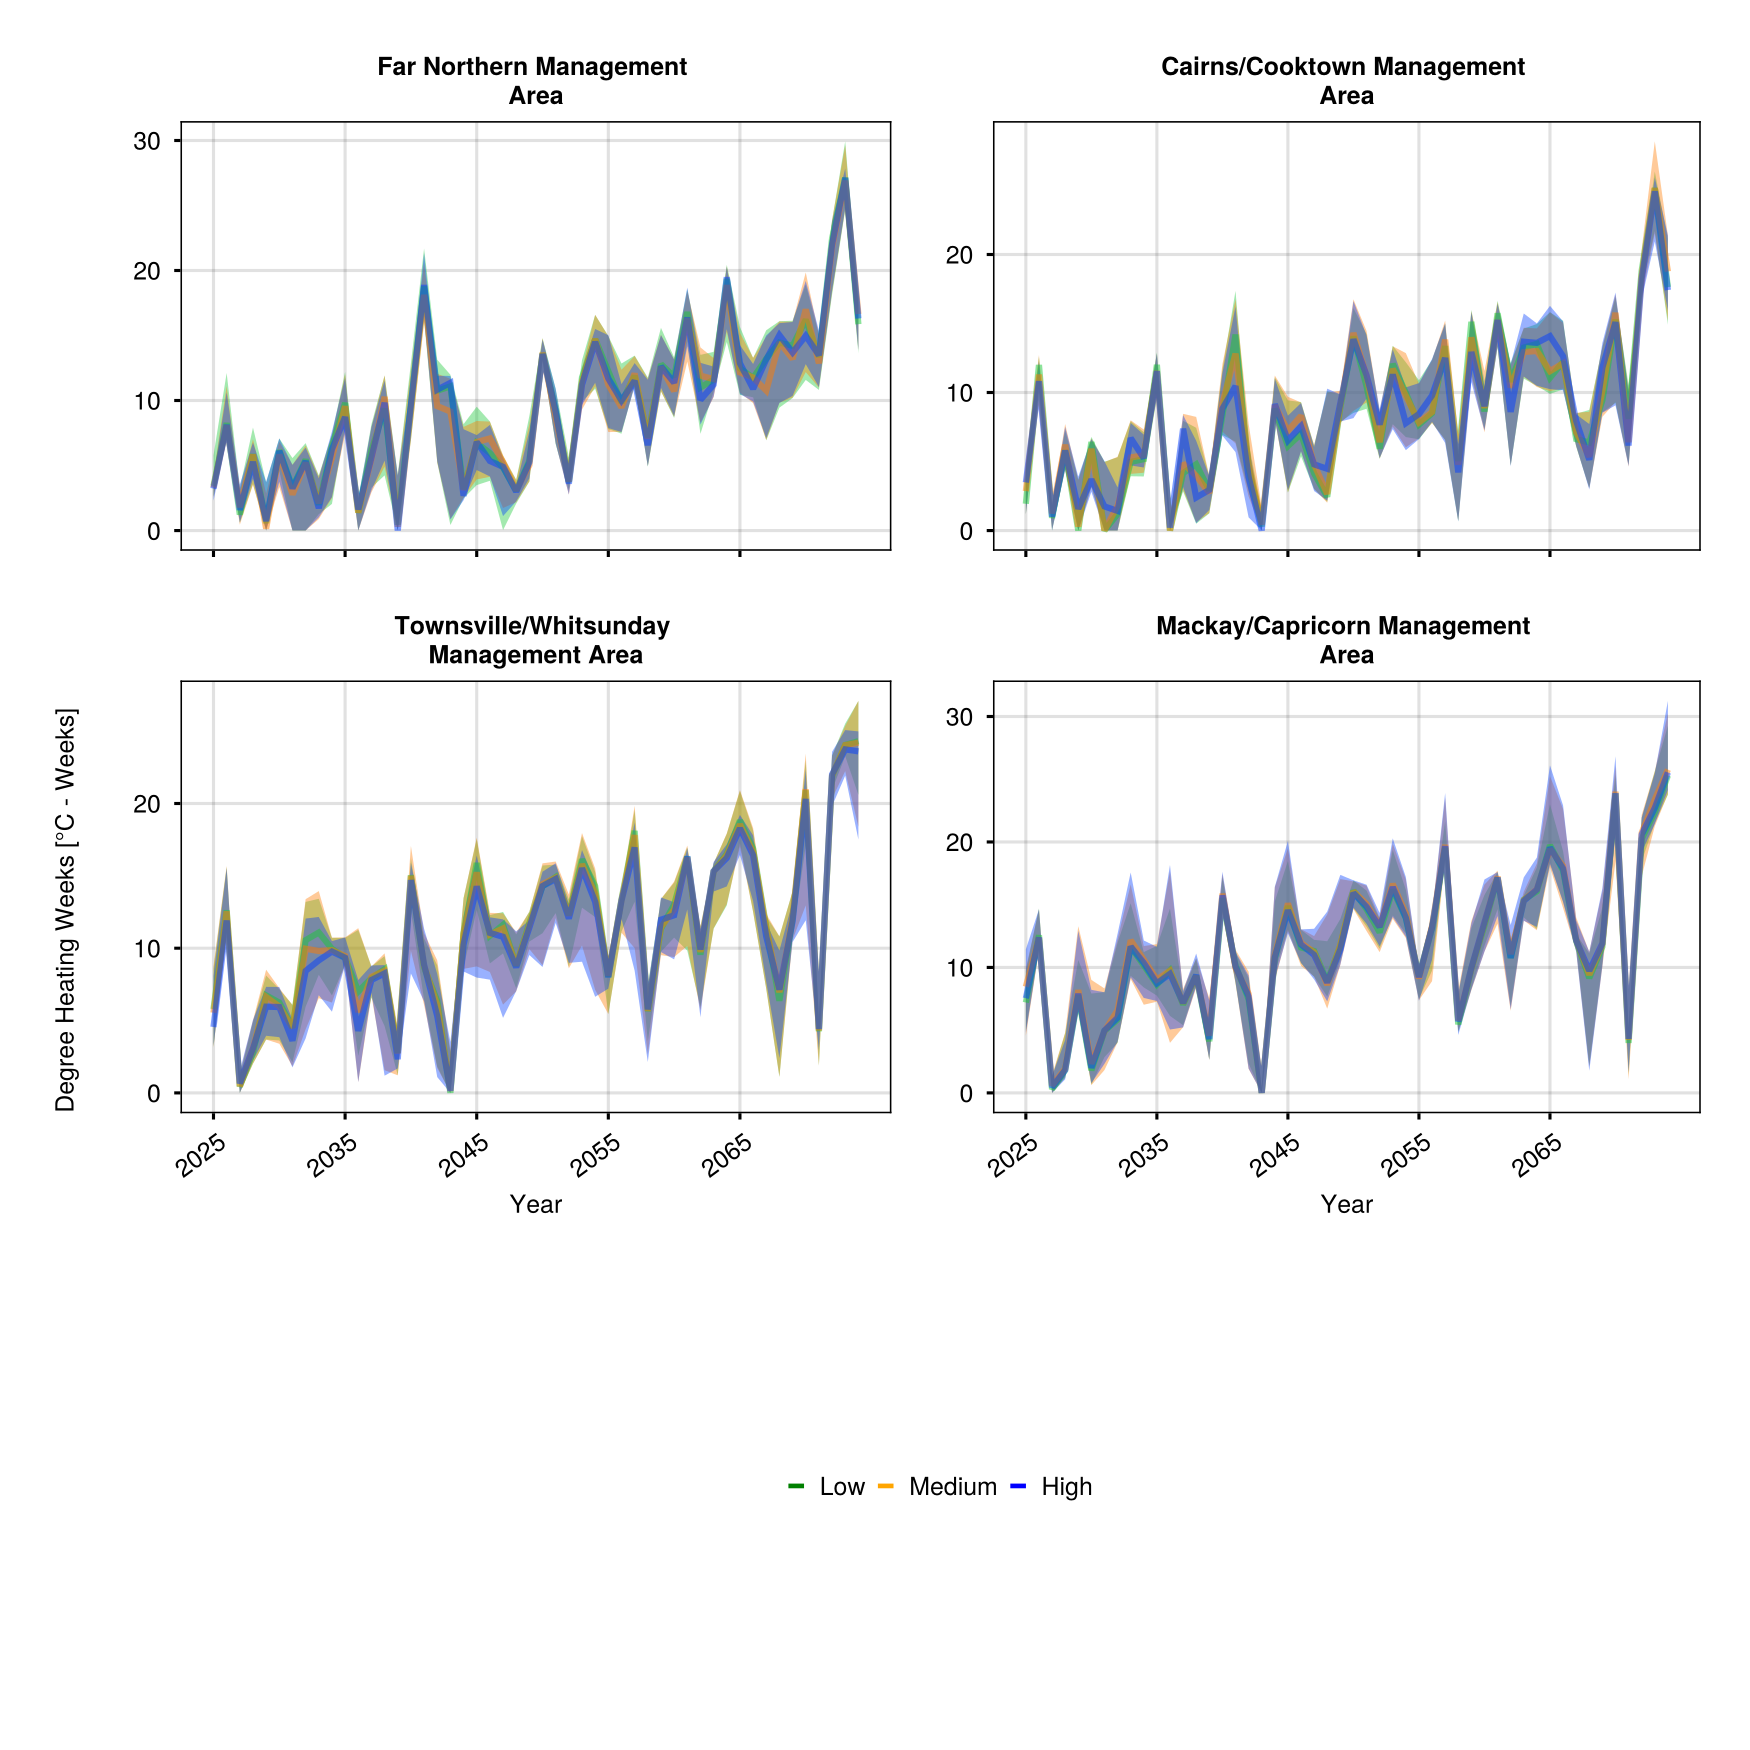 Far Northern Management
Area
Cairns/Cooktown Management
Area
30
20
10
0
20
10
0
Townsville/Whitsunday
Management Area
Mackay/Capricorn Management
Area
Degree Heating Weeks [°C - Weeks]
20
10
0
30
20
10
0
2025
2035
2045
2055
2065
2025
2035
2045
2055
2065
Year
Year
Low Medium High